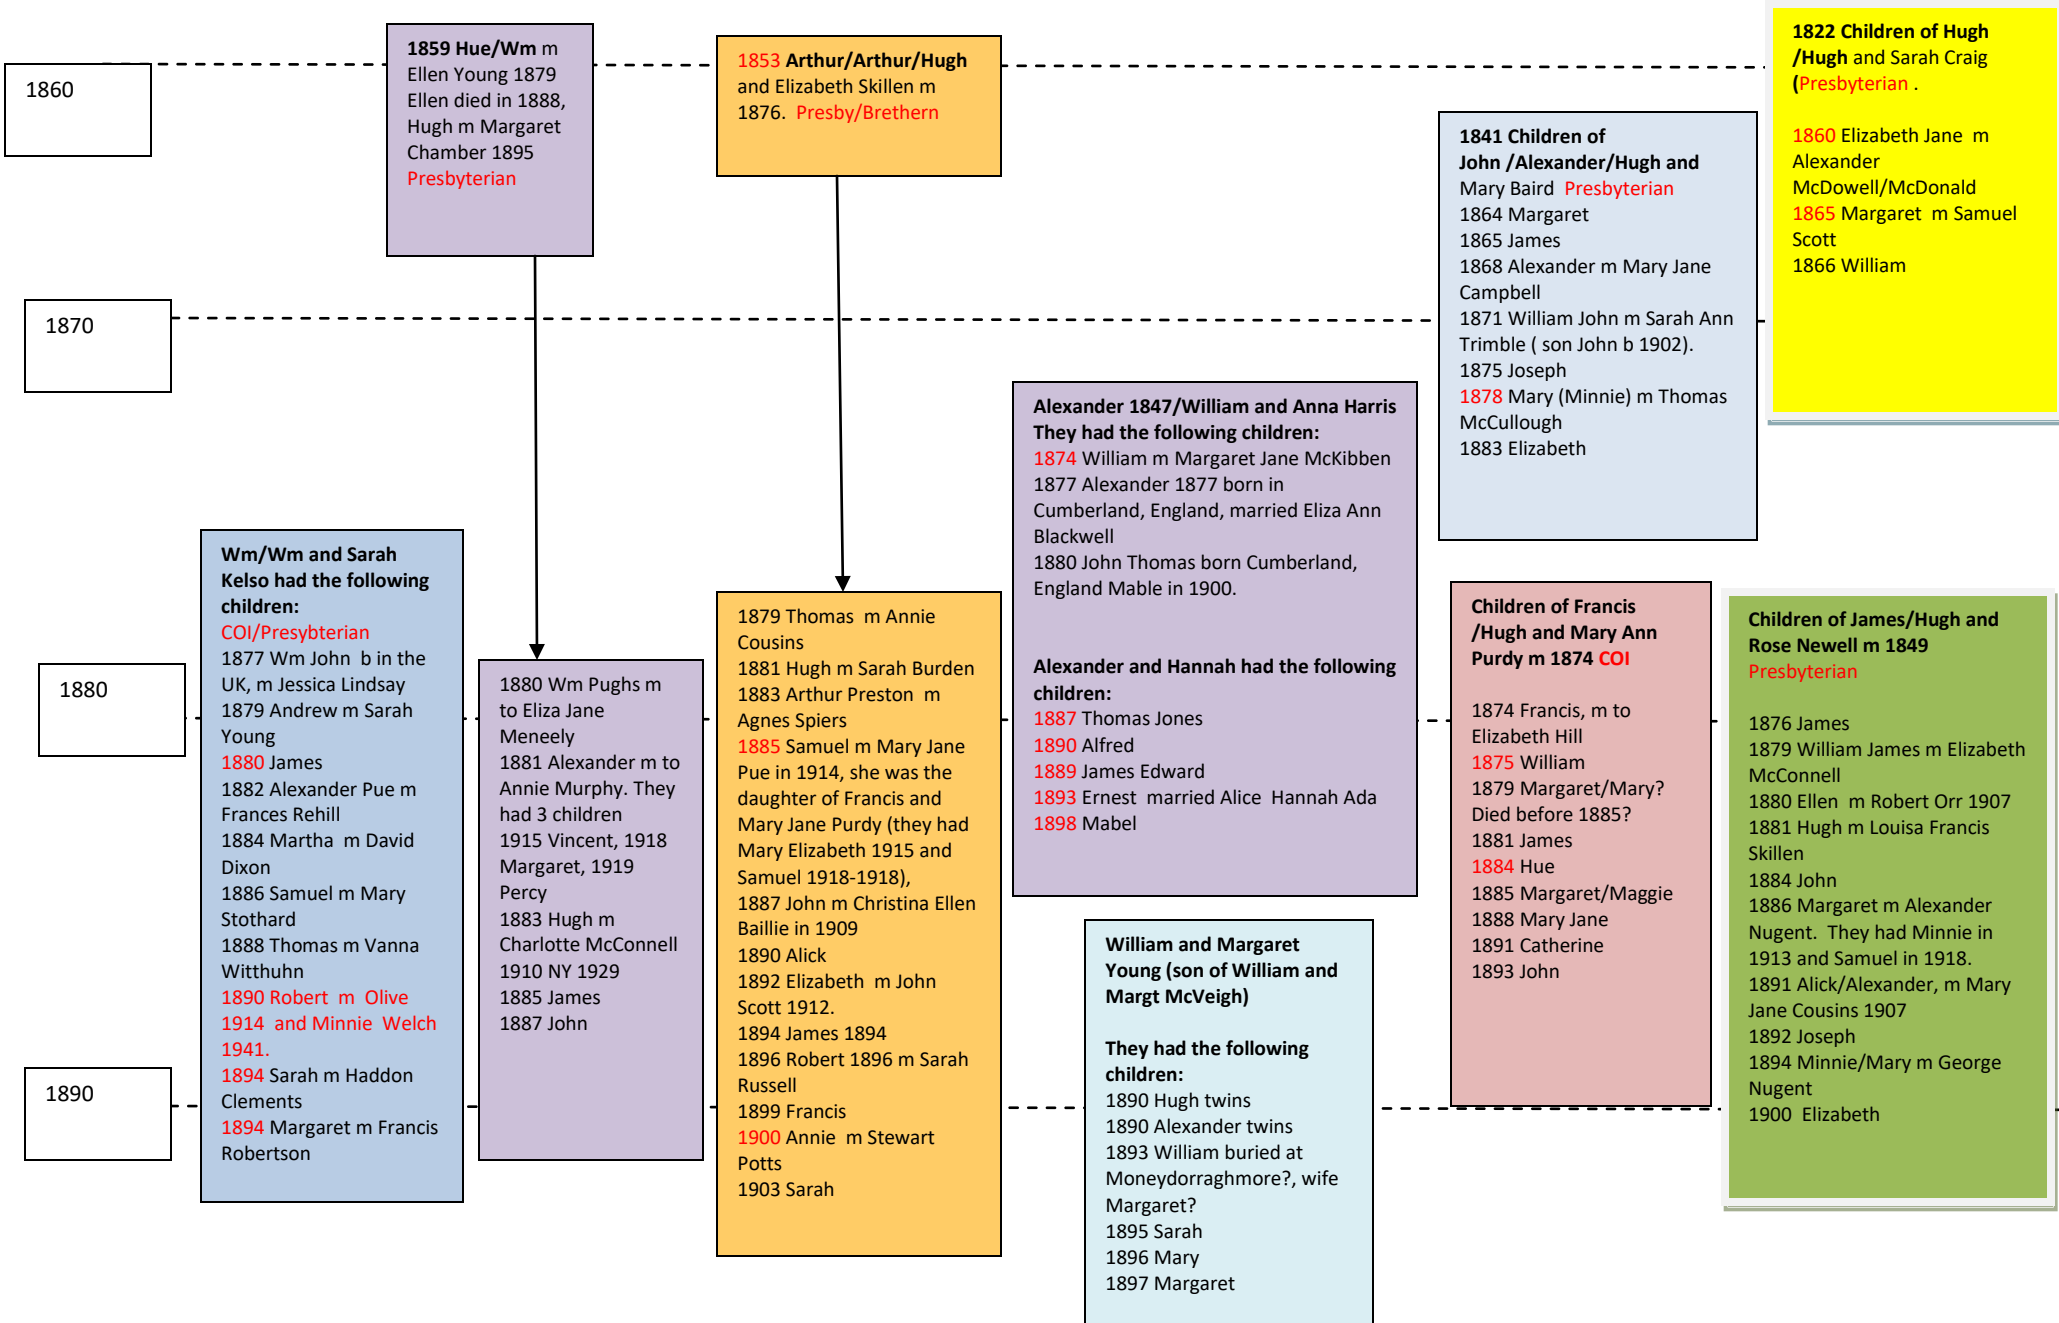 1860
1859 Hue/Wm m
Ellen Young 1879
Ellen died in 1888,
Hugh m Margaret
Chamber 1895
Presbyterian
1853 Arthur/Arthur/Hugh
and Elizabeth Skillen m
1876. Presby/Brethern
1841 Children of
John /Alexander/Hugh and
Mary Baird Presbyterian
1864 Margaret
1865 James
1868 Alexander m Mary Jane
Campbell
1871 William John m Sarah Ann
Trimble ( son John b 1902).
1875 Joseph
1878 Mary (Minnie) m Thomas
McCullough
1883 Elizabeth
1822 Children of Hugh
/Hugh and Sarah Craig
(Presbyterian .
1860 Elizabeth Jane m
Alexander
McDowell/McDonald
1865 Margaret m Samuel
Scott
1866 William
1870
Alexander 1847/William and Anna Harris
They had the following children:
1874 William m Margaret Jane McKibben
1877 Alexander 1877 born in
Cumberland, England, married Eliza Ann
Blackwell
1880 John Thomas born Cumberland,
England Mable in 1900.
Alexander and Hannah had the following
children:
1887 Thomas Jones
1890 Alfred
1889 James Edward
1893 Ernest married Alice Hannah Ada
1898 Mabel
1880
1890
Wm/Wm and Sarah
Kelso had the following
children:
COI/Presybterian
1877 Wm John b in the
UK, m Jessica Lindsay
1879 Andrew m Sarah
Young
1880 James
1882 Alexander Pue m
Frances Rehill
1884 Martha m David
Dixon
1886 Samuel m Mary
Stothard
1888 Thomas m Vanna
Witthuhn
1890 Robert m Olive
1914 and Minnie Welch
1941.
1894 Sarah m Haddon
Clements
1894 Margaret m Francis
Robertson
1880 Wm Pughs m
to Eliza Jane
Meneely
1881 Alexander m to
Annie Murphy. They
had 3 children
1915 Vincent, 1918
Margaret, 1919
Percy
1883 Hugh m
Charlotte McConnell
1910 NY 1929
1885 James
1887 John
1879 Thomas m Annie
Cousins
1881 Hugh m Sarah Burden
1883 Arthur Preston m
Agnes Spiers
1885 Samuel m Mary Jane
Pue in 1914, she was the
daughter of Francis and
Mary Jane Purdy (they had
Mary Elizabeth 1915 and
Samuel 1918-1918),
1887 John m Christina Ellen
Baillie in 1909
1890 Alick
1892 Elizabeth m John
Scott 1912.
1894 James 1894
1896 Robert 1896 m Sarah
Russell
1899 Francis
1900 Annie m Stewart
Potts
1903 Sarah
William and Margaret
Young (son of William and
Margt McVeigh)
They had the following
children:
1890 Hugh twins
1890 Alexander twins
1893 William buried at
Moneydorraghmore?, wife
Margaret?
1895 Sarah
1896 Mary
1897 Margaret
Children of Francis
/Hugh and Mary Ann
Purdy m 1874 COI
1874 Francis, m to
Elizabeth Hill
1875 William
1879 Margaret/Mary?
Died before 1885?
1881 James
1884 Hue
1885 Margaret/Maggie
1888 Mary Jane
1891 Catherine
1893 John
Children of James/Hugh and
Rose Newell m 1849
Presbyterian
1876 James
1879 William James m Elizabeth
McConnell
1880 Ellen m Robert Orr 1907
1881 Hugh m Louisa Francis
Skillen
1884 John
1886 Margaret m Alexander
Nugent. They had Minnie in
1913 and Samuel in 1918.
1891 Alick/Alexander, m Mary
Jane Cousins 1907
1892 Joseph
1894 Minnie/Mary m George
Nugent
1900 Elizabeth